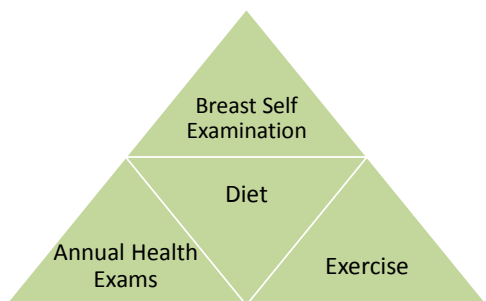 Breast Self
Examination
Diet
Annual Health
Exams
Exercise